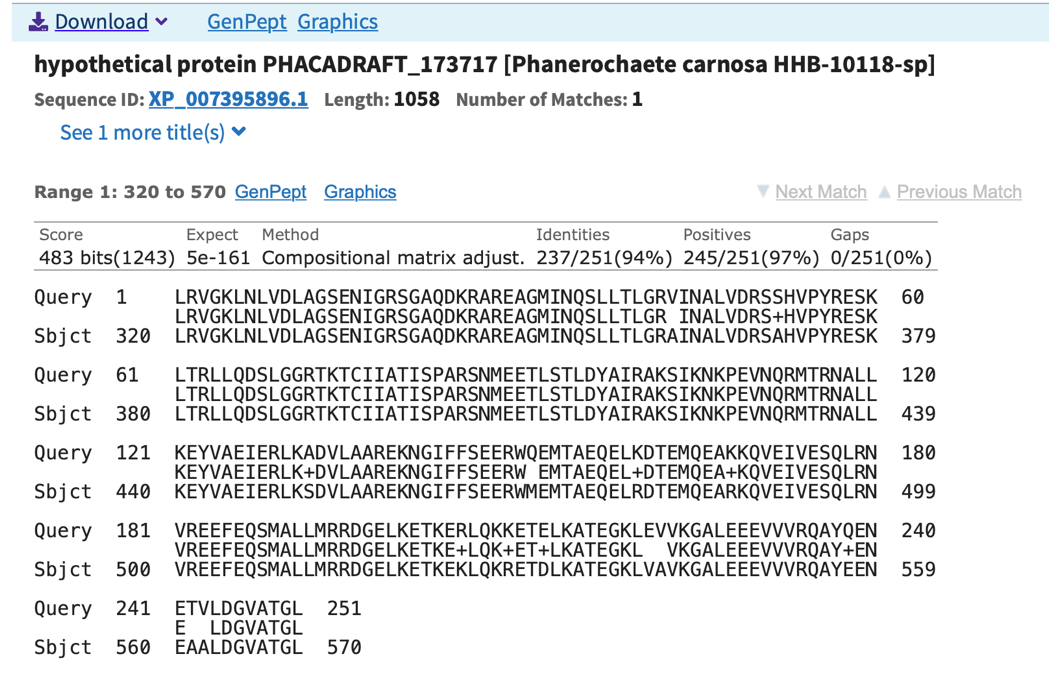 Download GenPept Graphics
hypothetical protein PHACADRAFT_173717 [Phanerochaete carnosa HHB-10118-sp]
Sequence ID: XP_007395896.1 Length: 1058 Number of Matches: 1
See 1 more title(s)
Range 1: 320 to 570 GenPept Graphics ▼ Next Match ▲ Previous Match
Score Expect Method Identities Positives Gaps
483 bits(1243) 5e-161 Compositional matrix adjust. 237/251(94%) 245/251(97%) 0/251(0%)
Query 1 LRVGKLNLVDLAGSENIGRSGAQDKRAREAGMINQSLLTLGRVINALVDRSSHVPYRESK 60
LRVGKLNLVDLAGSENIGRSGAQDKRAREAGMINQSLLTLGR INALVDRS+HVPYRESK
Sbjct 320 LRVGKLNLVDLAGSENIGRSGAQDKRAREAGMINQSLLTLGRAINALVDRSAHVPYRESK 379
Query 61 LTRLLQDSLGGRTKTCIIATISPARSNMEETLSTLDYAIRAKSIKNKPEVNQRMTRNALL 120
LTRLLQDSLGGRTKTCIIATISPARSNMEETLSTLDYAIRAKSIKNKPEVNQRMTRNALL
Sbjct 380 LTRLLQDSLGGRTKTCIIATISPARSNMEETLSTLDYAIRAKSIKNKPEVNQRMTRNALL 439
Query 121 KEYVAEIERLKADVLAAREKNGIFFSEERWQEMTAEQELKDTEMQEAKKQVEIVESQLRN 180
KEYVAEIERLK+DVLAAREKNGIFFSEERW EMTAEQEL+DTEMQEA+KQVEIVESQLRN
Sbjct 440 KEYVAEIERLKSDVLAAREKNGIFFSEERWMEMTAEQELRDTEMQEARKQVEIVESQLRN 499
Query 181 VREEFEQSMALLMRRDGELKETKERLQKKETELKATEGKLEVVKGALEEEVVVRQAYQEN 240
VREEFEQSMALLMRRDGELKETKE+LQK+ET+LKATEGKL  VKGALEEEVVVRQAY+EN
Sbjct 500 VREEFEQSMALLMRRDGELKETKEKLQKRETDLKATEGKLVAVKGALEEEVVVRQAYEEN 559
Query 241 ETVLDGVATGL 251
E  LDGVATGL
Sbjct 560 EAALDGVATGL 570